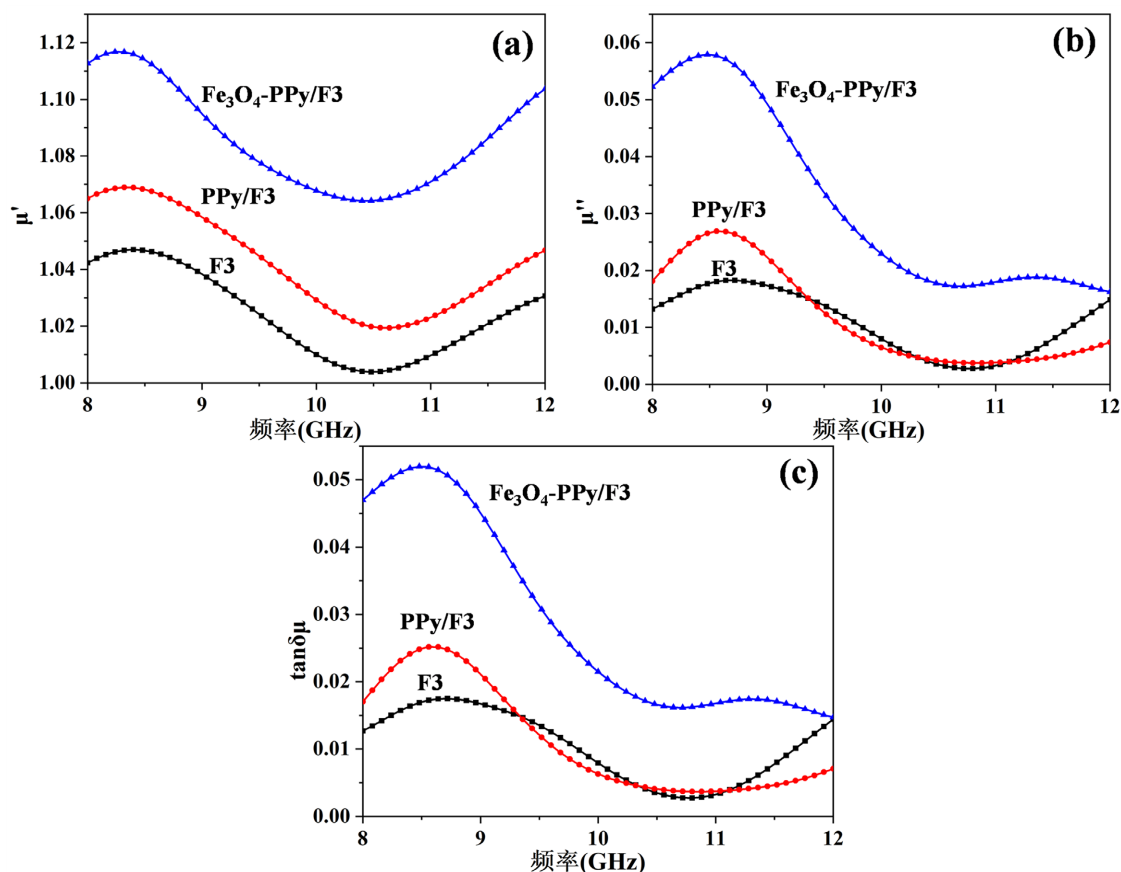 (a)
μ'
1.12
1.10
1.08
1.06
1.04
1.02
1.00
Fe₃O₄-PPy/F3
PPy/F3
F3
8 9 10 11 12
频率(GHz)
(b)
μ''
0.06
0.05
0.04
0.03
0.02
0.01
0.00
Fe₃O₄-PPy/F3
PPy/F3
F3
8 9 10 11 12
频率(GHz)
(c)
tanδμ
0.05
0.04
0.03
0.02
0.01
0.00
Fe₃O₄-PPy/F3
PPy/F3
F3
8 9 10 11 12
频率(GHz)